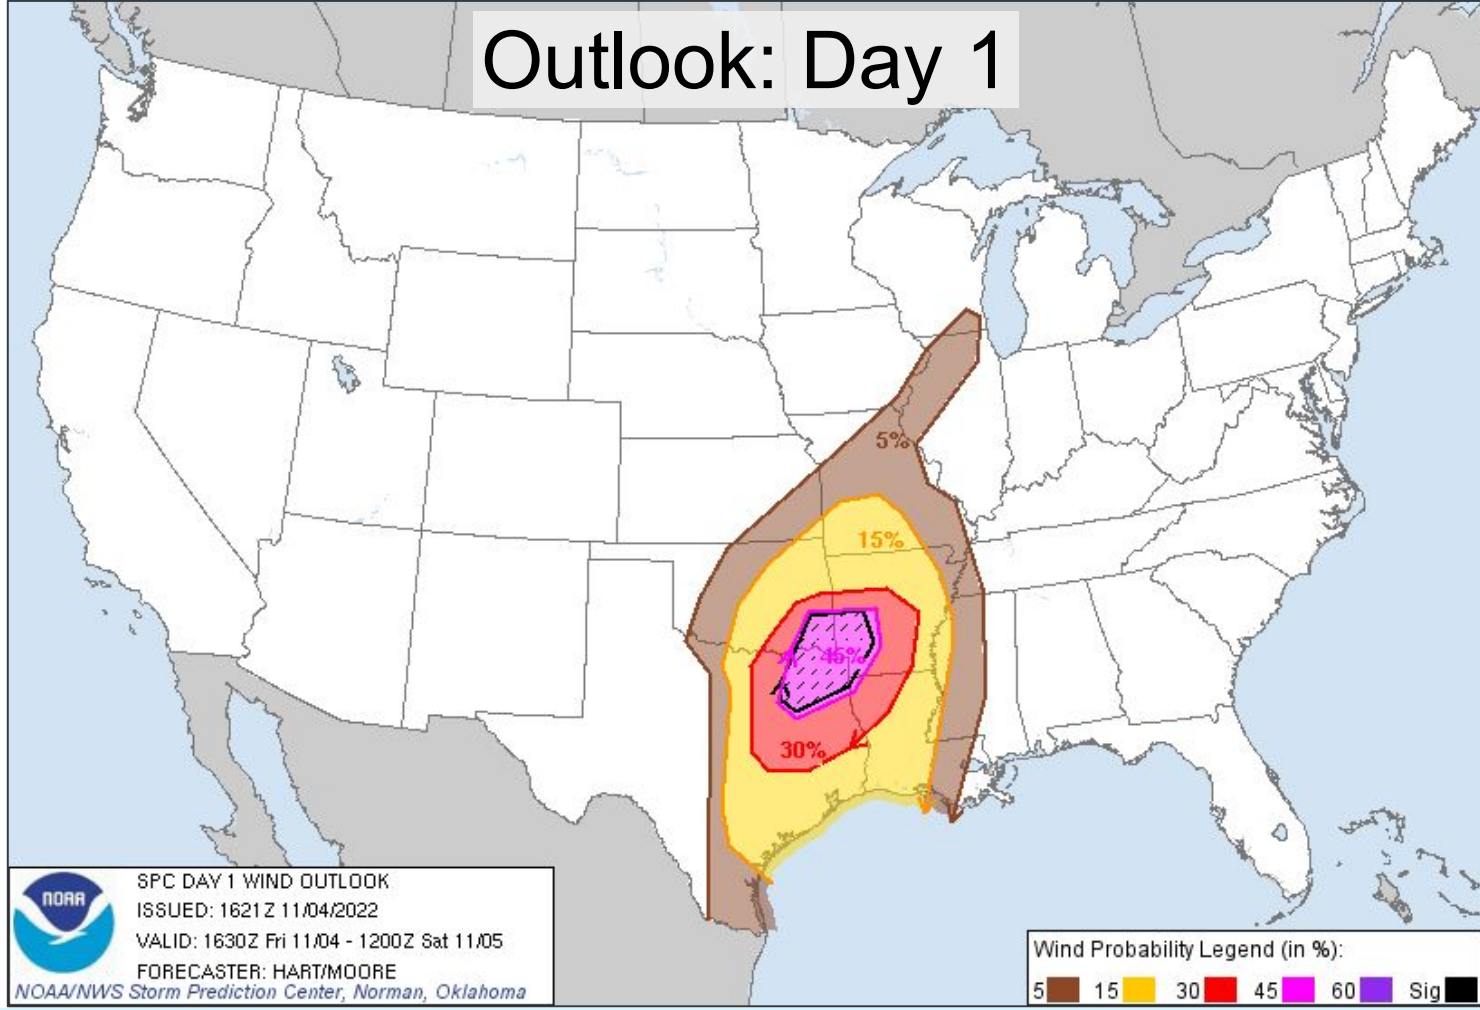 Outlook: Day 1
5%
15%
45%
30%
NOAA
SPC DAY 1 WIND OUTLOOK
ISSUED: 1621Z 11/04/2022
VALID: 1630Z Fri 11/04 - 1200Z Sat 11/05
FORECASTER: HART/MOORE
NOAA/NWS Storm Prediction Center, Norman, Oklahoma
Wind Probability Legend (in %):
5 15 30 45 60 Sig